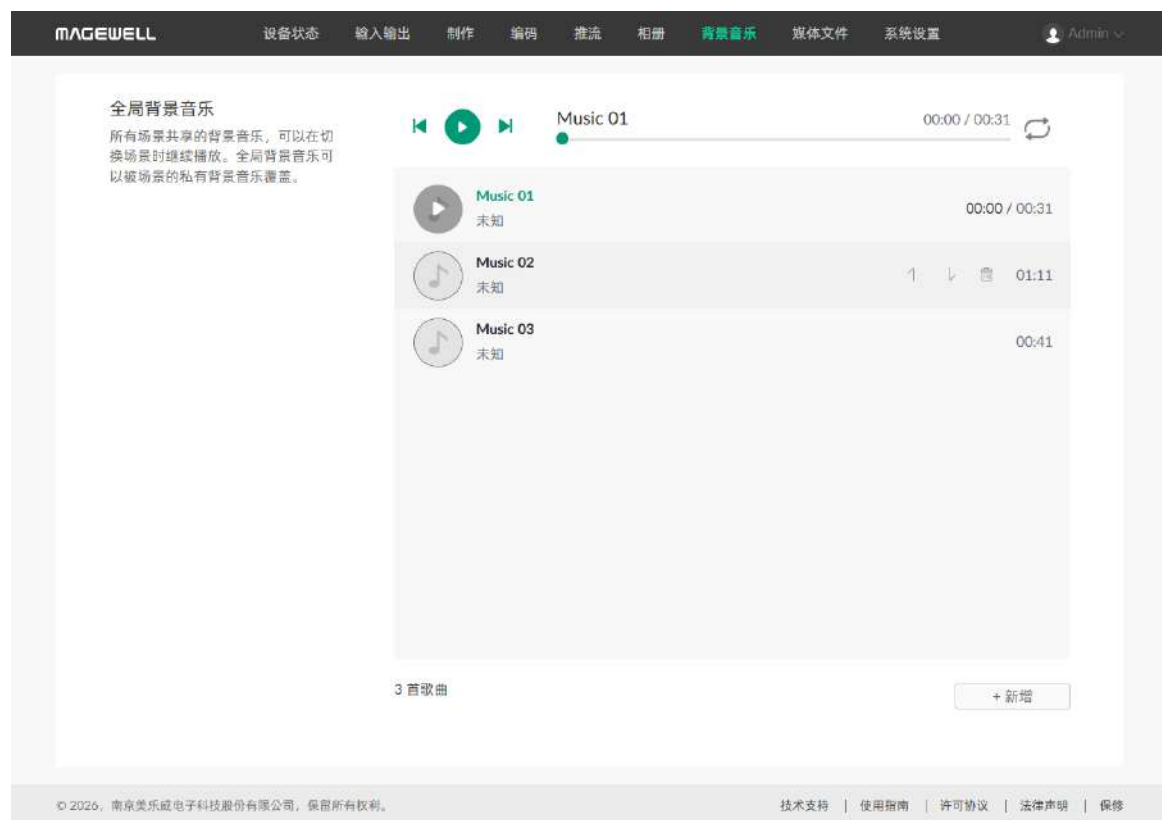 MAGEWELL 设备状态 输入输出 制作 编码 推流 相册 背景音乐 媒体文件 系统设置 Admin
全局背景音乐
所有场景共享的背景音乐，可以在切
换场景时继续播放。全局背景音乐可
以被场景的私有背景音乐覆盖。
Music 01 00:00 / 00:31
Music 01
未知
00:00 / 00:31
Music 02
未知
01:11
Music 03
未知
00:41
3 首歌曲
+ 新增
© 2026，南京美乐威电子科技股份有限公司，保留所有权利。 技术支持 | 使用指南 | 许可协议 | 法律声明 | 保修